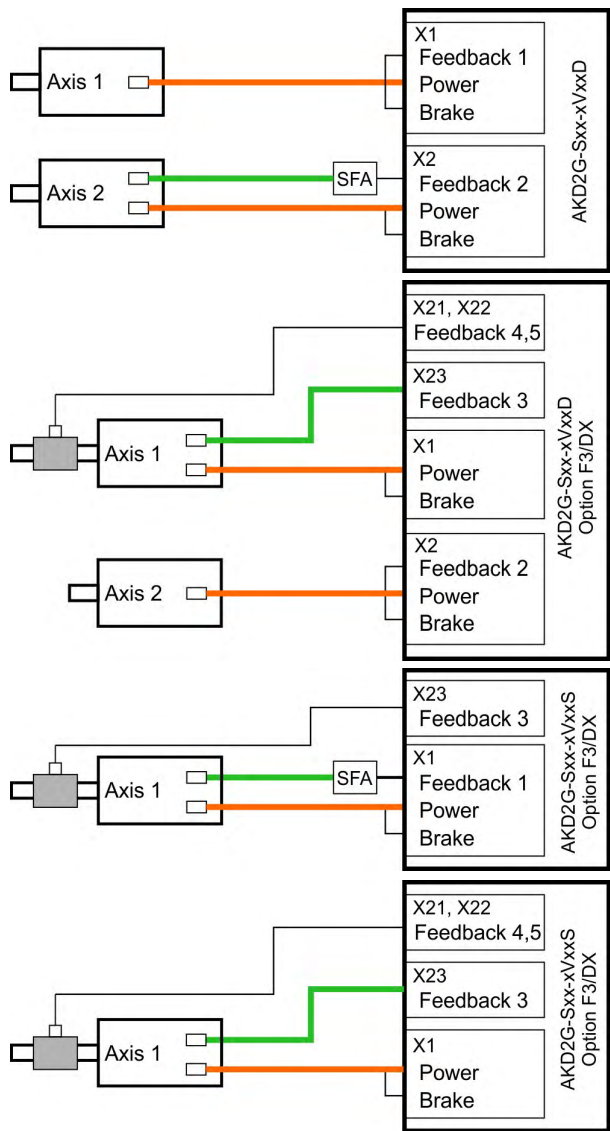 X1
Feedback 1
Axis 1
Power
Brake
X2
SFA
Feedback 2
Axis 2
Power
Brake
AKD2G-Sxx-xVxxD
X21, X22
Feedback 4,5
X23
Feedback 3
X1
Axis 1
Power
Brake
X2
Feedback 2
Axis 2
Power
Brake
AKD2G-Sxx-xVxxD
Option F3/DX
X23
Feedback 3
X1
SFA
Feedback 1
Axis 1
Power
Brake
AKD2G-Sxx-xVxxS
Option F3/DX
X21, X22
Feedback 4,5
X23
Feedback 3
X1
Axis 1
Power
Brake
AKD2G-Sxx-xVxxS
Option F3/DX